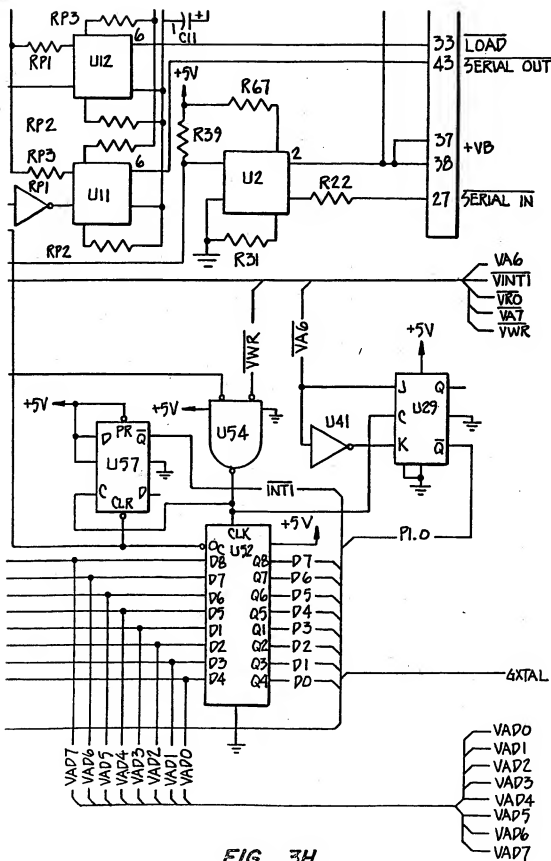 RP3
1 C11 +
RP1
6
U12
33 LOAD
43 SERIAL OUT
+5V
R67
RP2
R39
RP3
6
37
+VB
38
2
U2
RP1
U11
R22
27 SERIAL IN
RP2
R31
VA6
VINT1
VRO
VA7
VWR
VWR
VA6
+5V
J Q
+5V
+5V
U54
U41
C U29
PR
D Q
K Q
U57
INT1
C D
CLR
+5V
P1.0
CLK
U52
OC
D8 Q8 D7
D7 Q7 D6
D6 Q6 D5
D5 Q5 D4
D1 Q1 D3
D2 Q2 D2
D3 Q3 D1
D4 Q4 D0
4XTAL
VAD7
VAD6
VAD5
VAD4
VAD3
VAD2
VAD1
VAD0
VAD0
VAD1
VAD2
VAD3
VAD4
VAD5
VAD6
VAD7
FIG. 3H